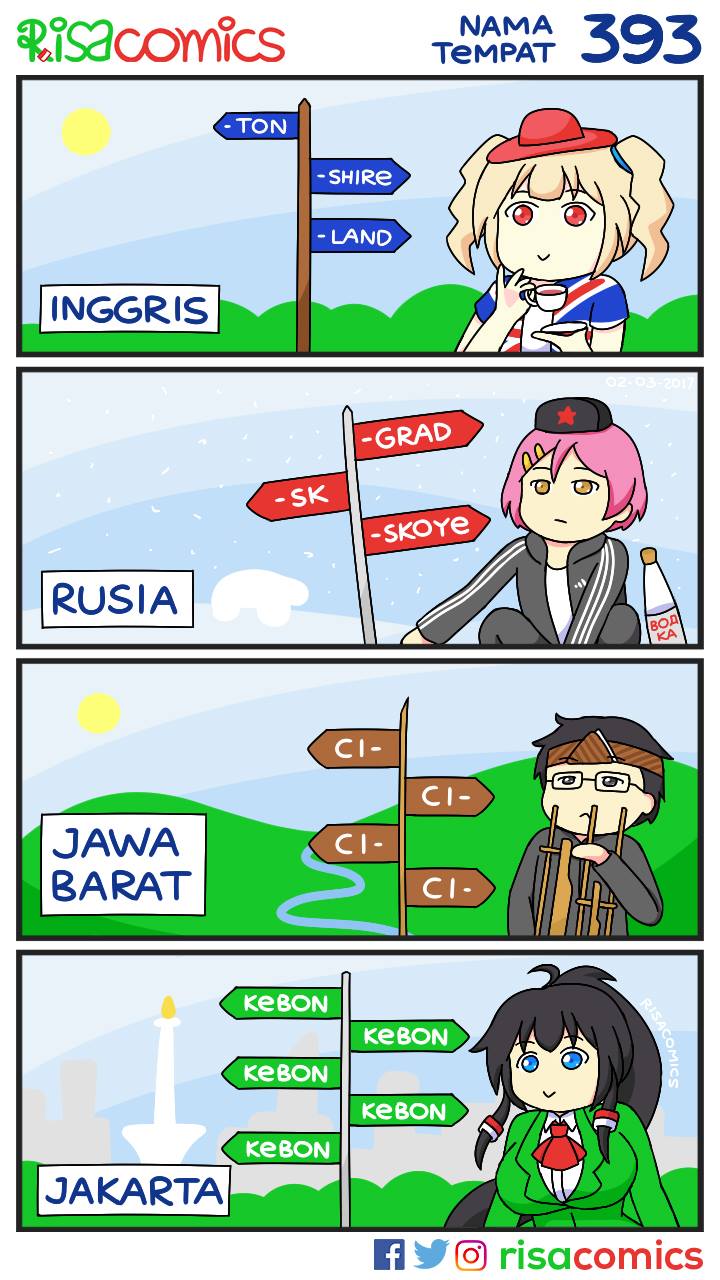 Risacomics
NAMA
TeMPAT
393
-TON
-SHIRe
-LAND
INGGRIS
02-03-2017
-GRAD
-SK
-SKOYe
RUSIA
ВОД
КА
CI-
CI-
CI-
CI-
JAWA
BARAT
KeBON
KeBON
KeBON
KeBON
KeBON
RISACOMICS
JAKARTA
risacomics